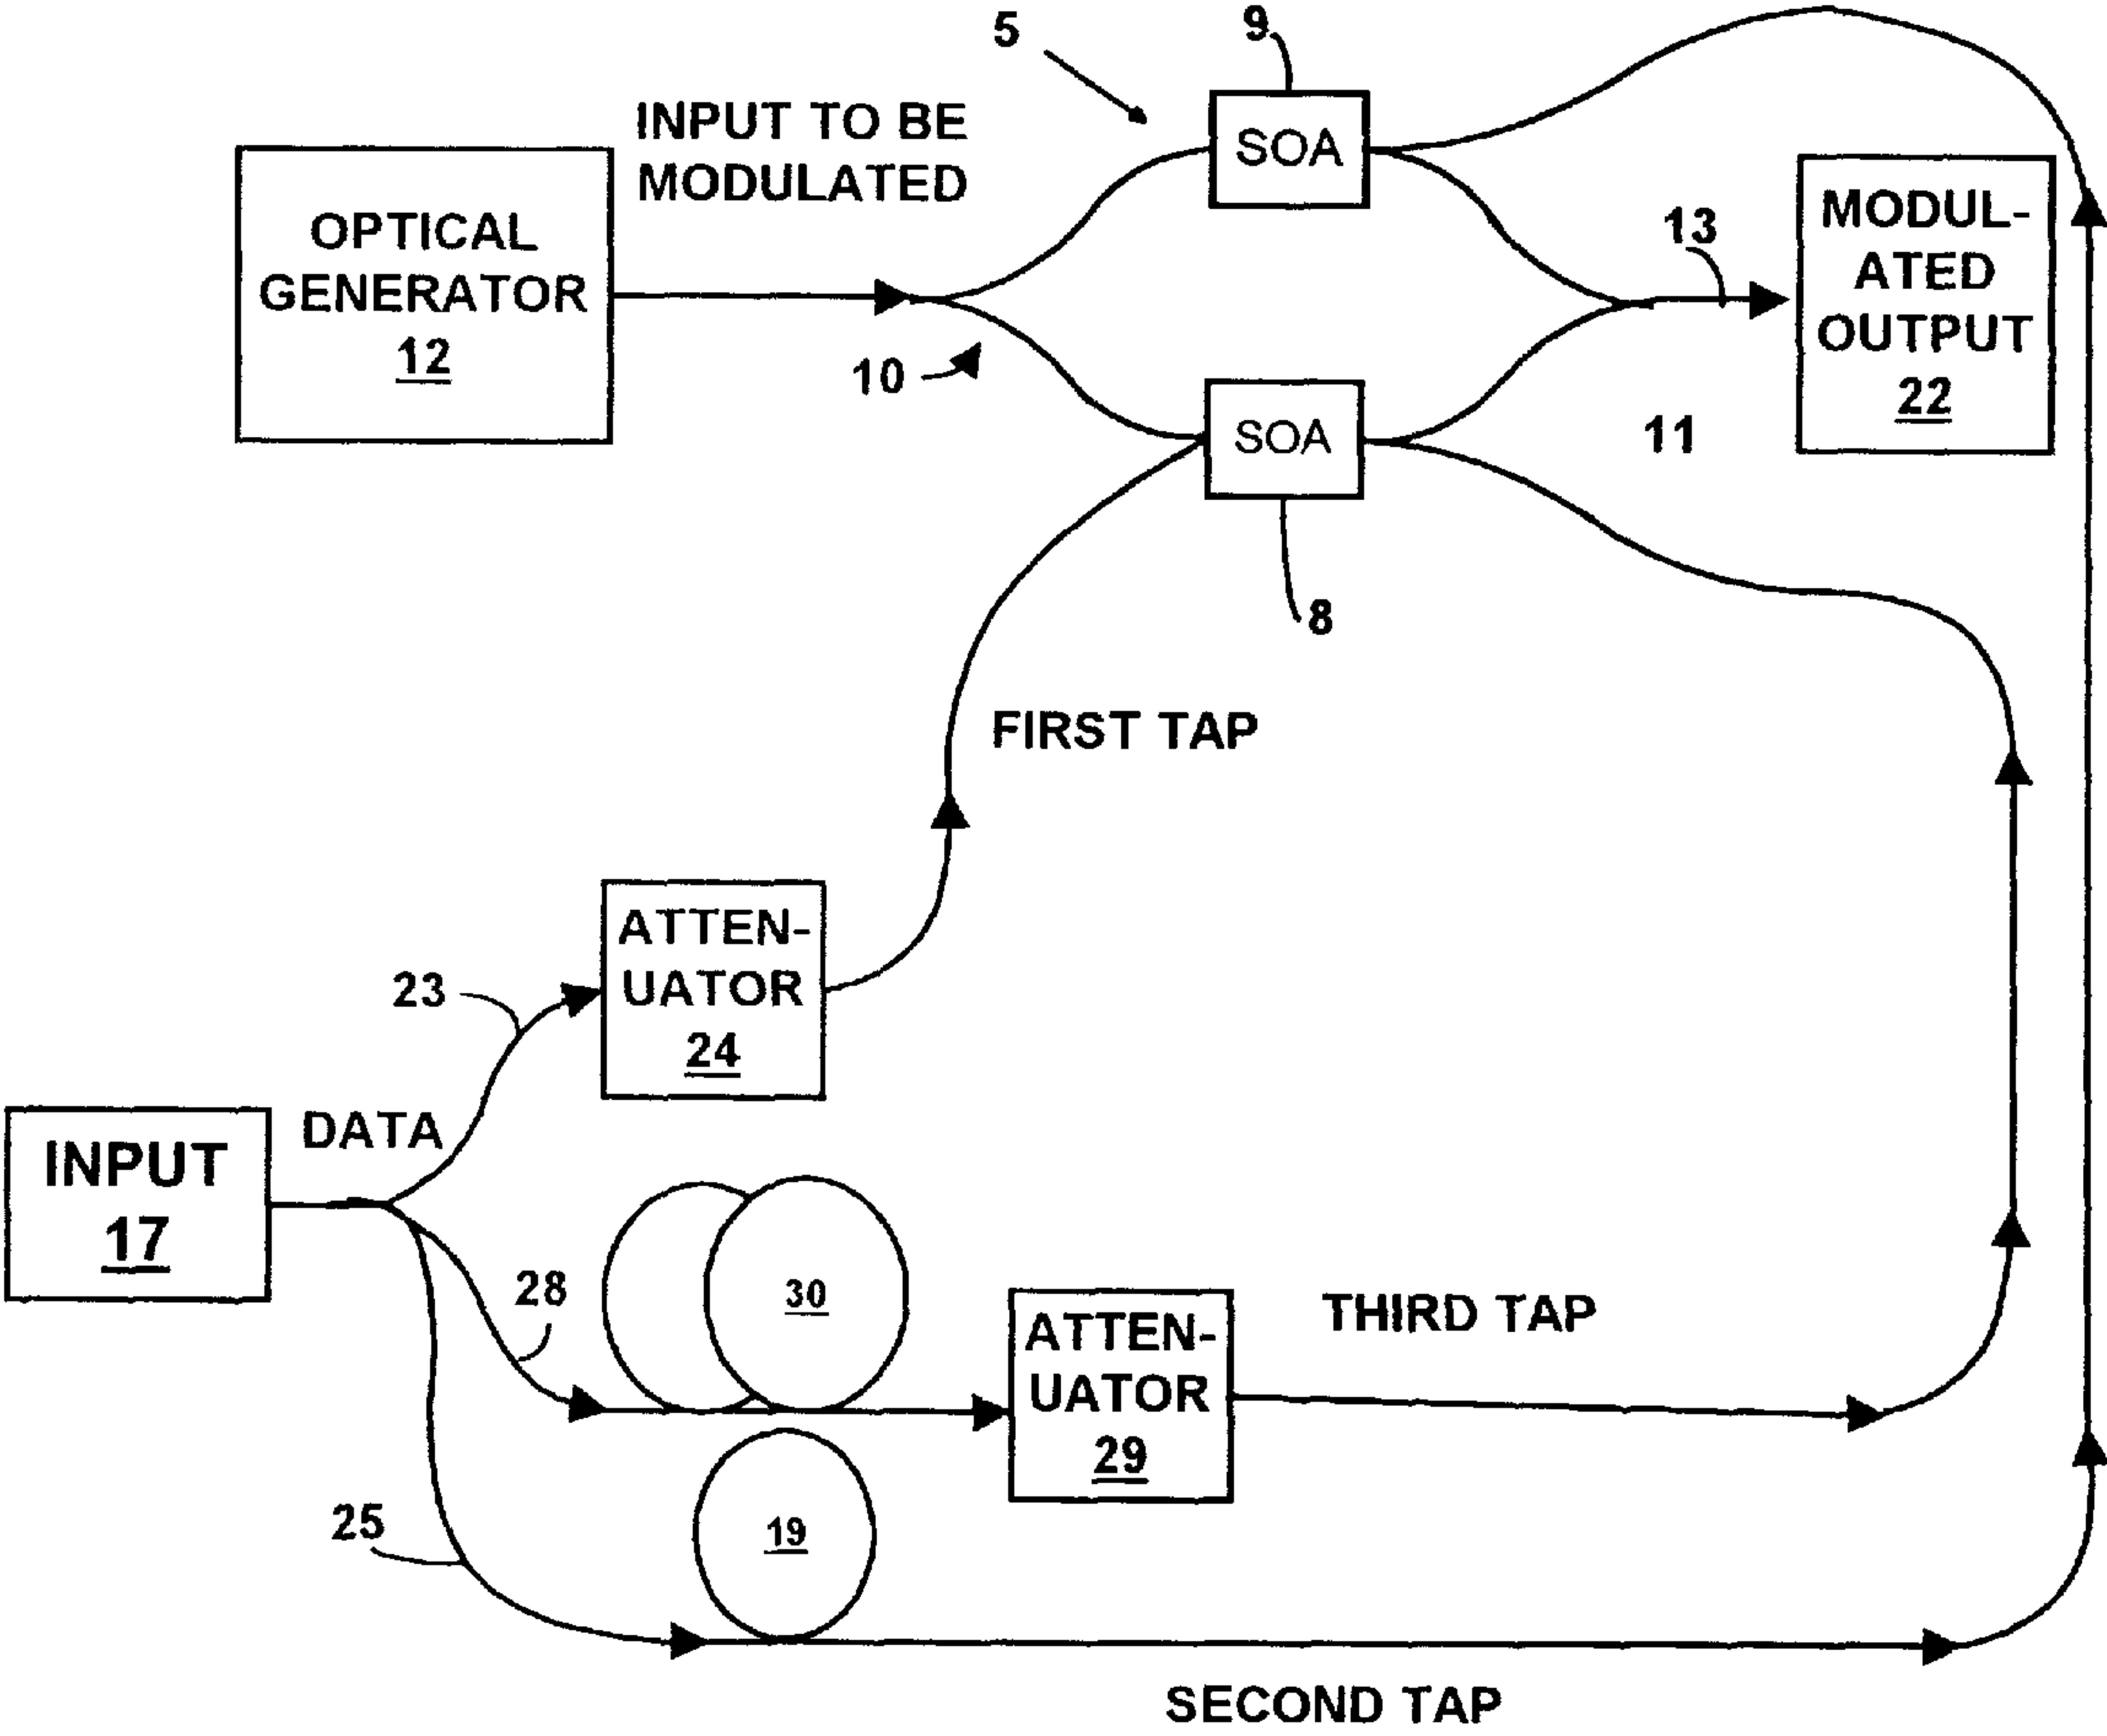 5
9
INPUT TO BE
MODULATED
SOA
OPTICAL
GENERATOR
12
13
MODUL-
ATED
OUTPUT
22
10
SOA
11
8
FIRST TAP
ATTEN-
UATOR
24
23
DATA
INPUT
17
28
30
ATTEN-
UATOR
29
THIRD TAP
25
19
SECOND TAP